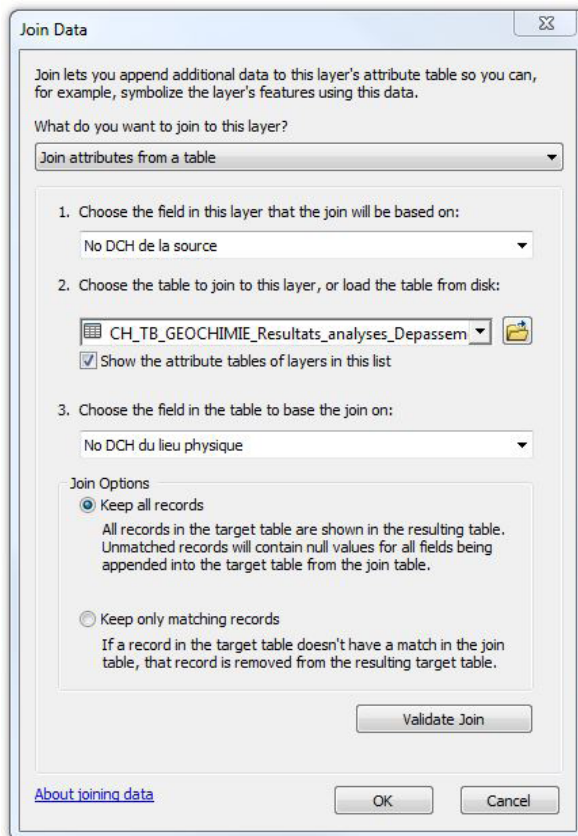 Join Data
Join lets you append additional data to this layer's attribute table so you can,
for example, symbolize the layer's features using this data.
What do you want to join to this layer?
Join attributes from a table
1. Choose the field in this layer that the join will be based on:
No DCH de la source
2. Choose the table to join to this layer, or load the table from disk:
CH_TB_GEOCHIMIE_Resultats_analyses_Depassem
Show the attribute tables of layers in this list
3. Choose the field in the table to base the join on:
No DCH du lieu physique
Join Options
Keep all records
All records in the target table are shown in the resulting table.
Unmatched records will contain null values for all fields being
appended into the target table from the join table.
Keep only matching records
If a record in the target table doesn't have a match in the join
table, that record is removed from the resulting target table.
Validate Join
About joining data
OK
Cancel